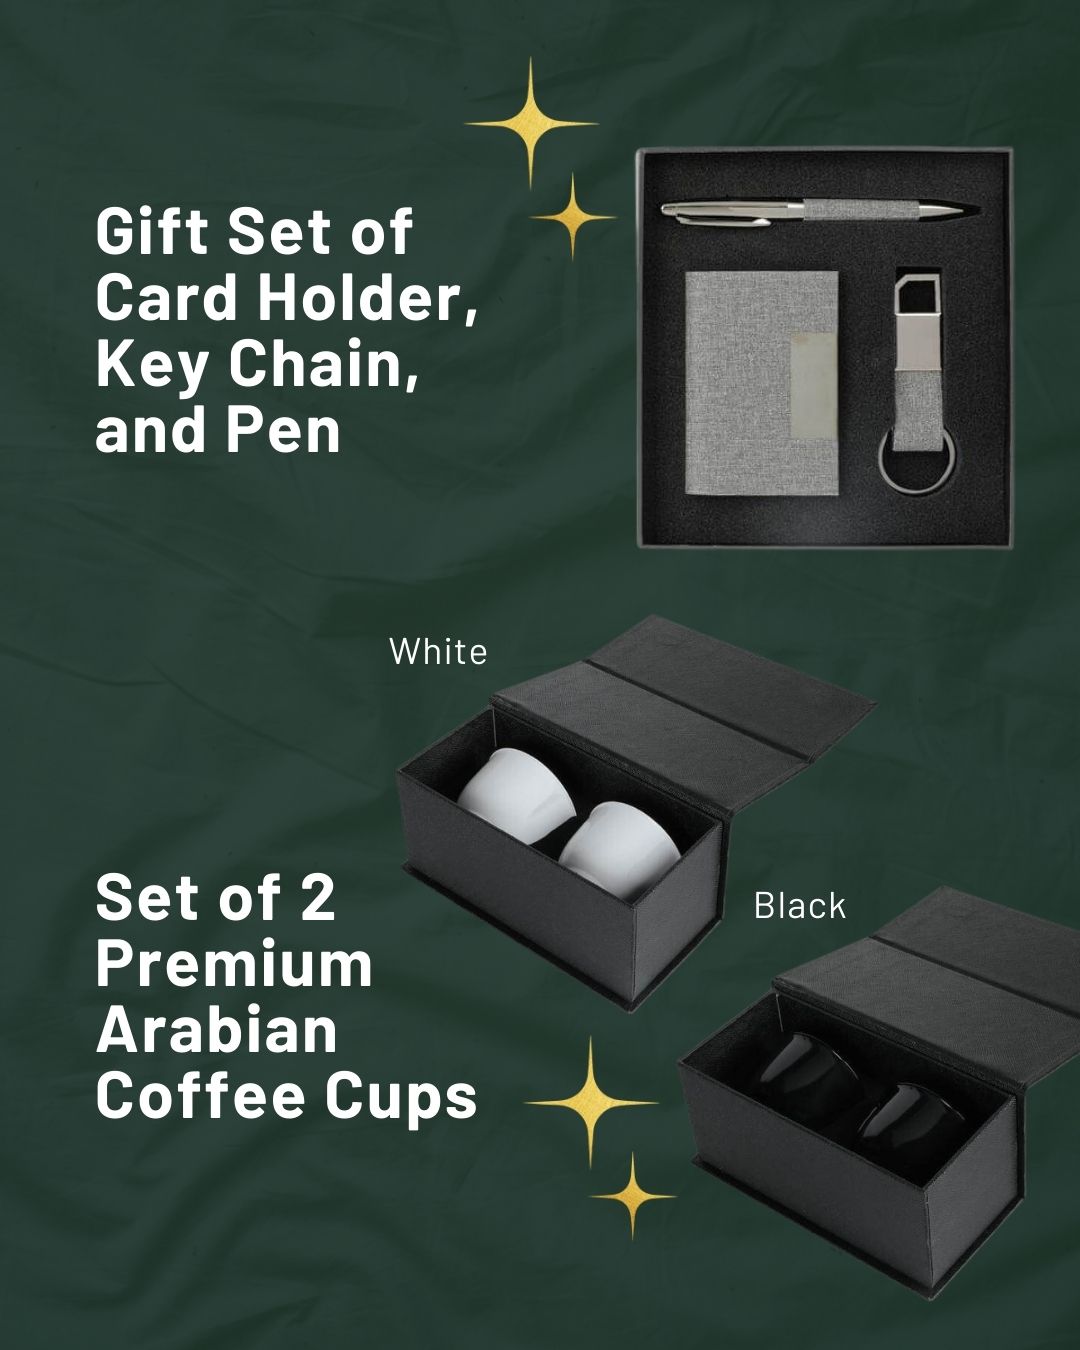 Gift Set of
Card Holder,
Key Chain,
and Pen
White
Black
Set of 2
Premium
Arabian
Coffee Cups